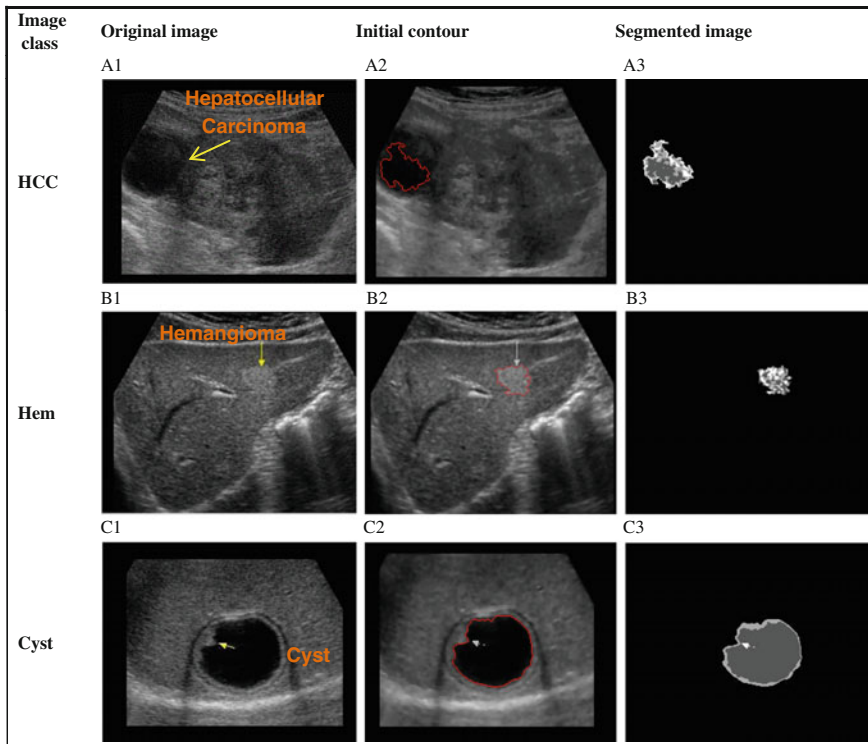 Image class
Original image
Initial contour
Segmented image
A1
A2
A3
HCC
Hepatocellular
Carcinoma
B1
B2
B3
Hem
Hemangioma
C1
C2
C3
Cyst
Cyst